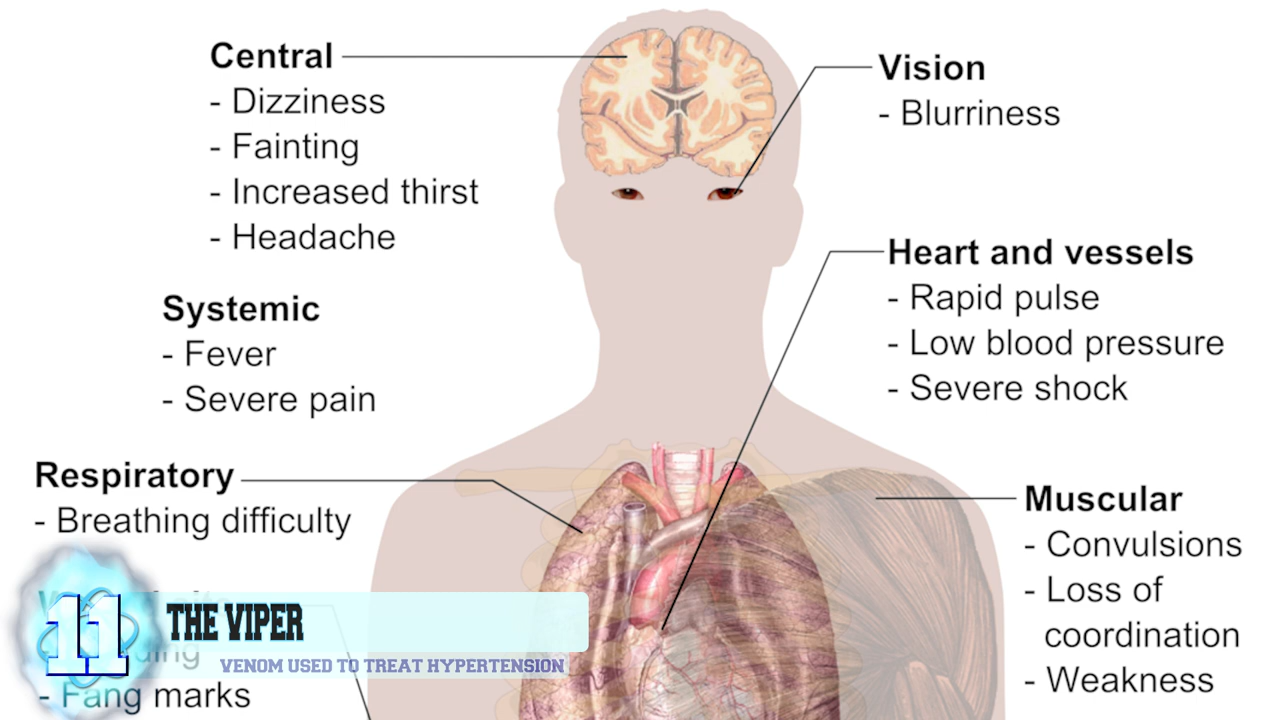 Central
- Dizziness
- Fainting
- Increased thirst
- Headache
Vision
- Blurriness
Systemic
- Fever
- Severe pain
Heart and vessels
- Rapid pulse
- Low blood pressure
- Severe shock
Respiratory
- Breathing difficulty
Muscular
- Convulsions
- Loss of
coordination
- Weakness
- Fang marks
11
THE VIPER
VENOM USED TO TREAT HYPERTENSION